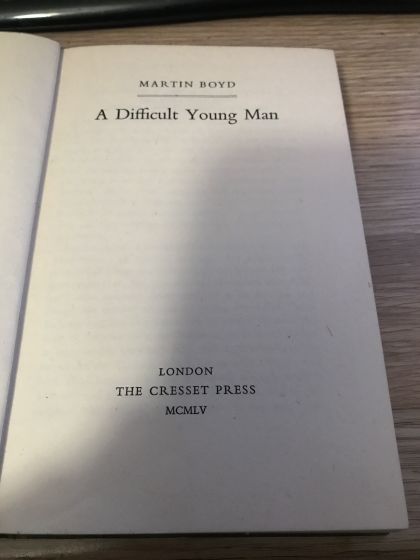 MARTIN BOYD
A Difficult Young Man
LONDON
THE CRESSET PRESS
MCMLV